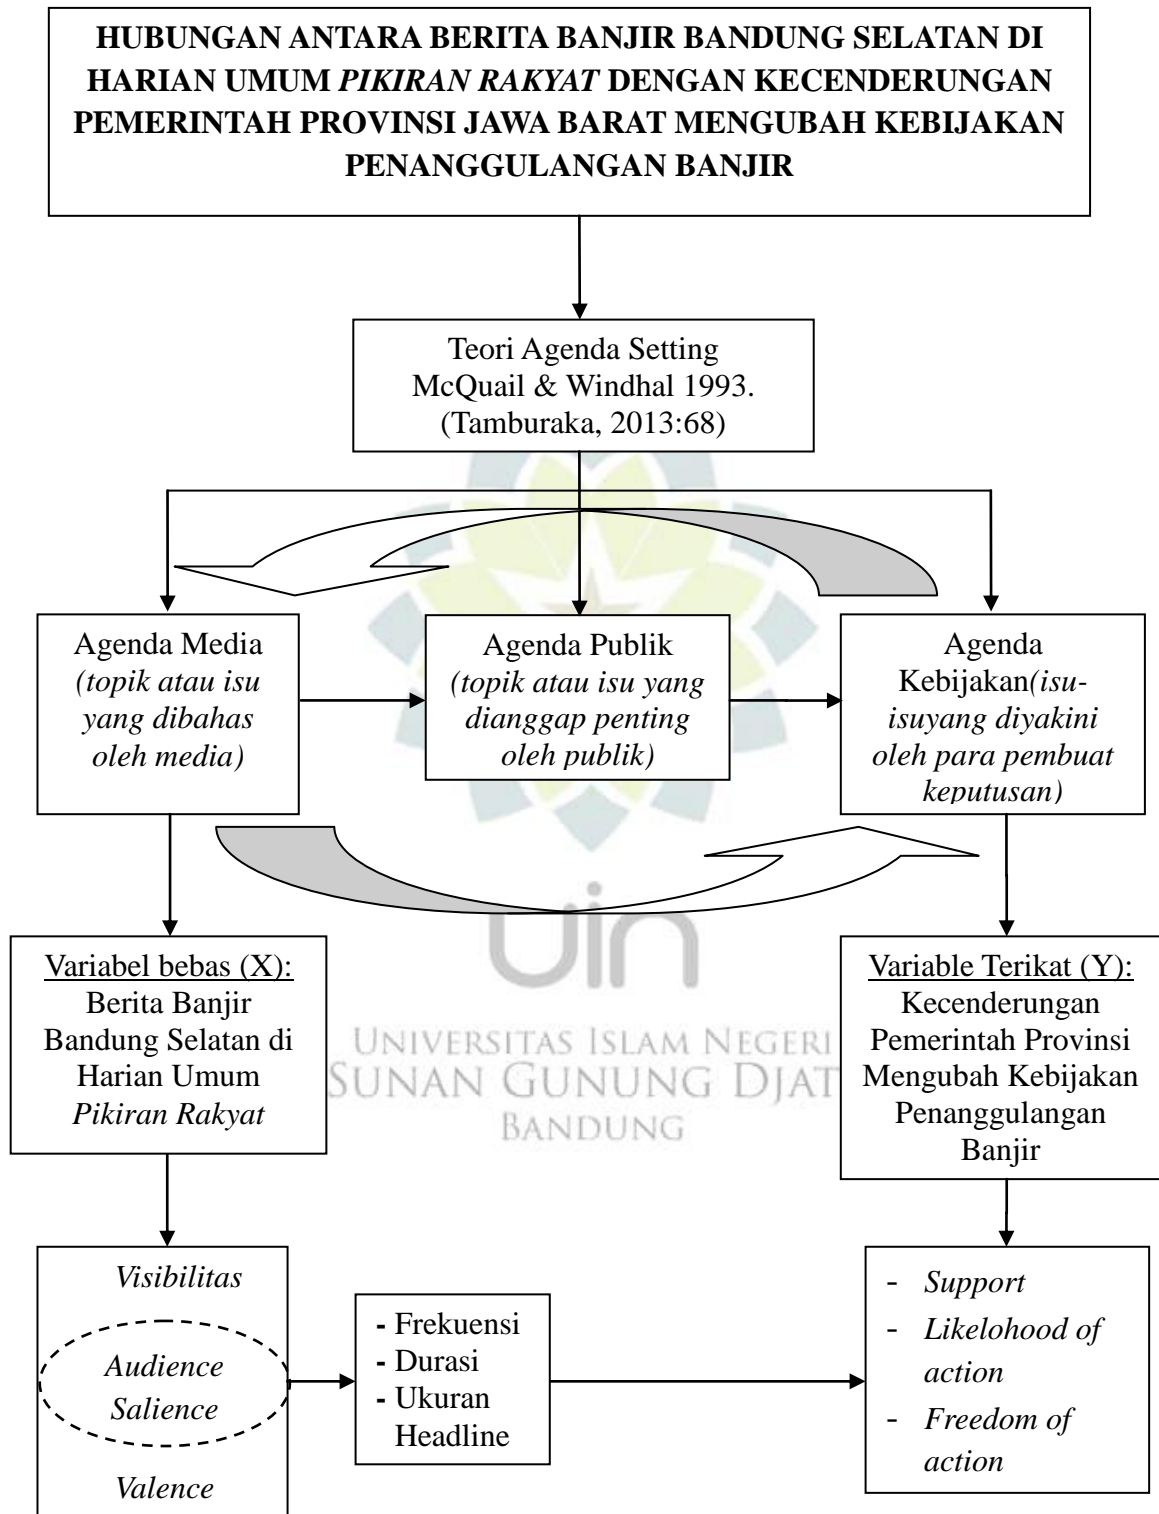 HUBUNGAN ANTARA BERITA BANJIR BANDUNG SELATAN DI
HARIAN UMUM PIKIRAN RAKYAT DENGAN KECENDERUNGAN
PEMERINTAH PROVINSI JAWA BARAT MENGUBAH KEBIJAKAN
PENANGGULANGAN BANJIR
Teori Agenda Setting
McQuail & Windhal 1993.
(Tamburaka, 2013:68)
Agenda Media
(topik atau isu
yang dibahas
oleh media)
Agenda Publik
(topik atau isu yang
dianggap penting
oleh publik)
Agenda
Kebijakan(isu-
isuyang diyakini
oleh para pembuat
keputusan)
Variabel bebas (X):
Berita Banjir
Bandung Selatan di
Harian Umum
Pikiran Rakyat
uin
UNIVERSITAS ISLAM NEGERI
SUNAN GUNUNG DJAT
BANDUNG
Variable Terikat (Y):
Kecenderungan
Pemerintah Provinsi
Mengubah Kebijakan
Penanggulangan
Banjir
Visibilitas
Audience
Salience
Valence
- Frekuensi
- Durasi
- Ukuran
Headline
- Support
- Likelohood of
action
- Freedom of
action